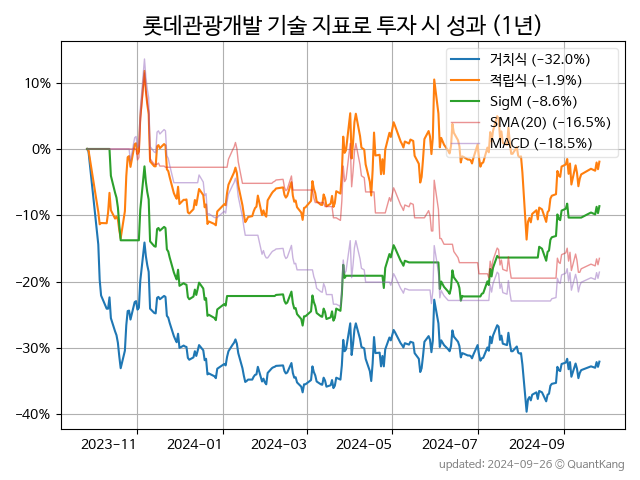 롯데관광개발 기술 지표로 투자 시 성과 (1년)
거치식 (−32.0%)
적립식 (−1.9%)
SigM (−8.6%)
SMA(20) (−16.5%)
MACD (−18.5%)
10%
0%
−10%
−20%
−30%
−40%
2023-11
2024-01
2024-03
2024-05
2024-07
2024-09
updated: 2024-09-26 © QuantKang